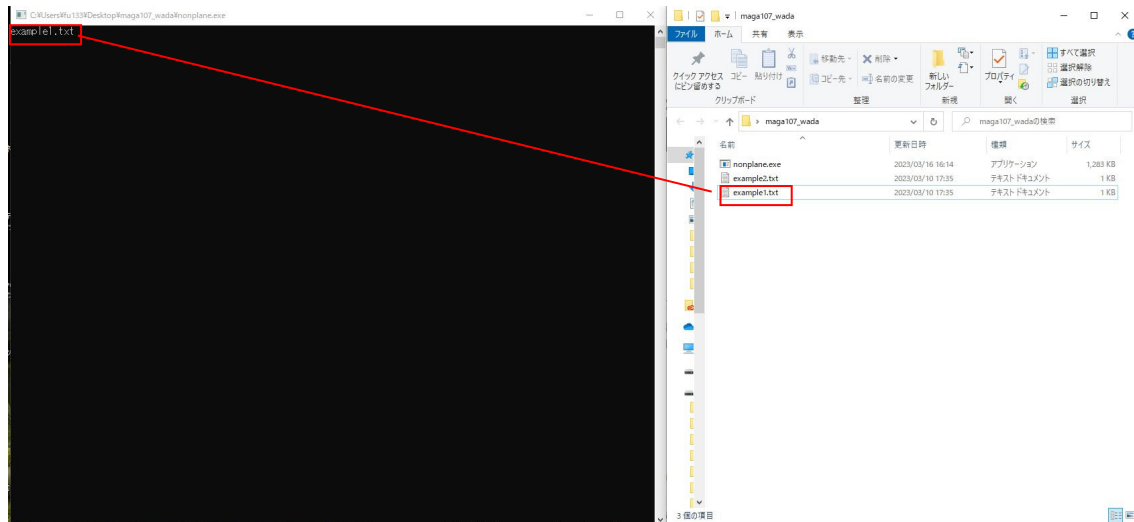 C:¥Users¥fu133¥Desktop¥maga107_wada¥nonplane.exe
example1.txt
maga107_wada
ファイル ホーム 共有 表示
クイック アクセス
にピン留めする
コピー
貼り付け
移動先
コピー先
削除
名前の変更
新しい
フォルダー
プロパティ
すべて選択
選択解除
選択の切り替え
クリップボード 整理 新規 開く 選択
maga107_wada
maga107_wadaの検索
名前 更新日時 種類 サイズ
nonplane.exe 2023/03/16 16:14 アプリケーション 1,283 KB
example2.txt 2023/03/10 17:35 テキスト ドキュメント 1 KB
example1.txt 2023/03/10 17:35 テキスト ドキュメント 1 KB
3 個の項目